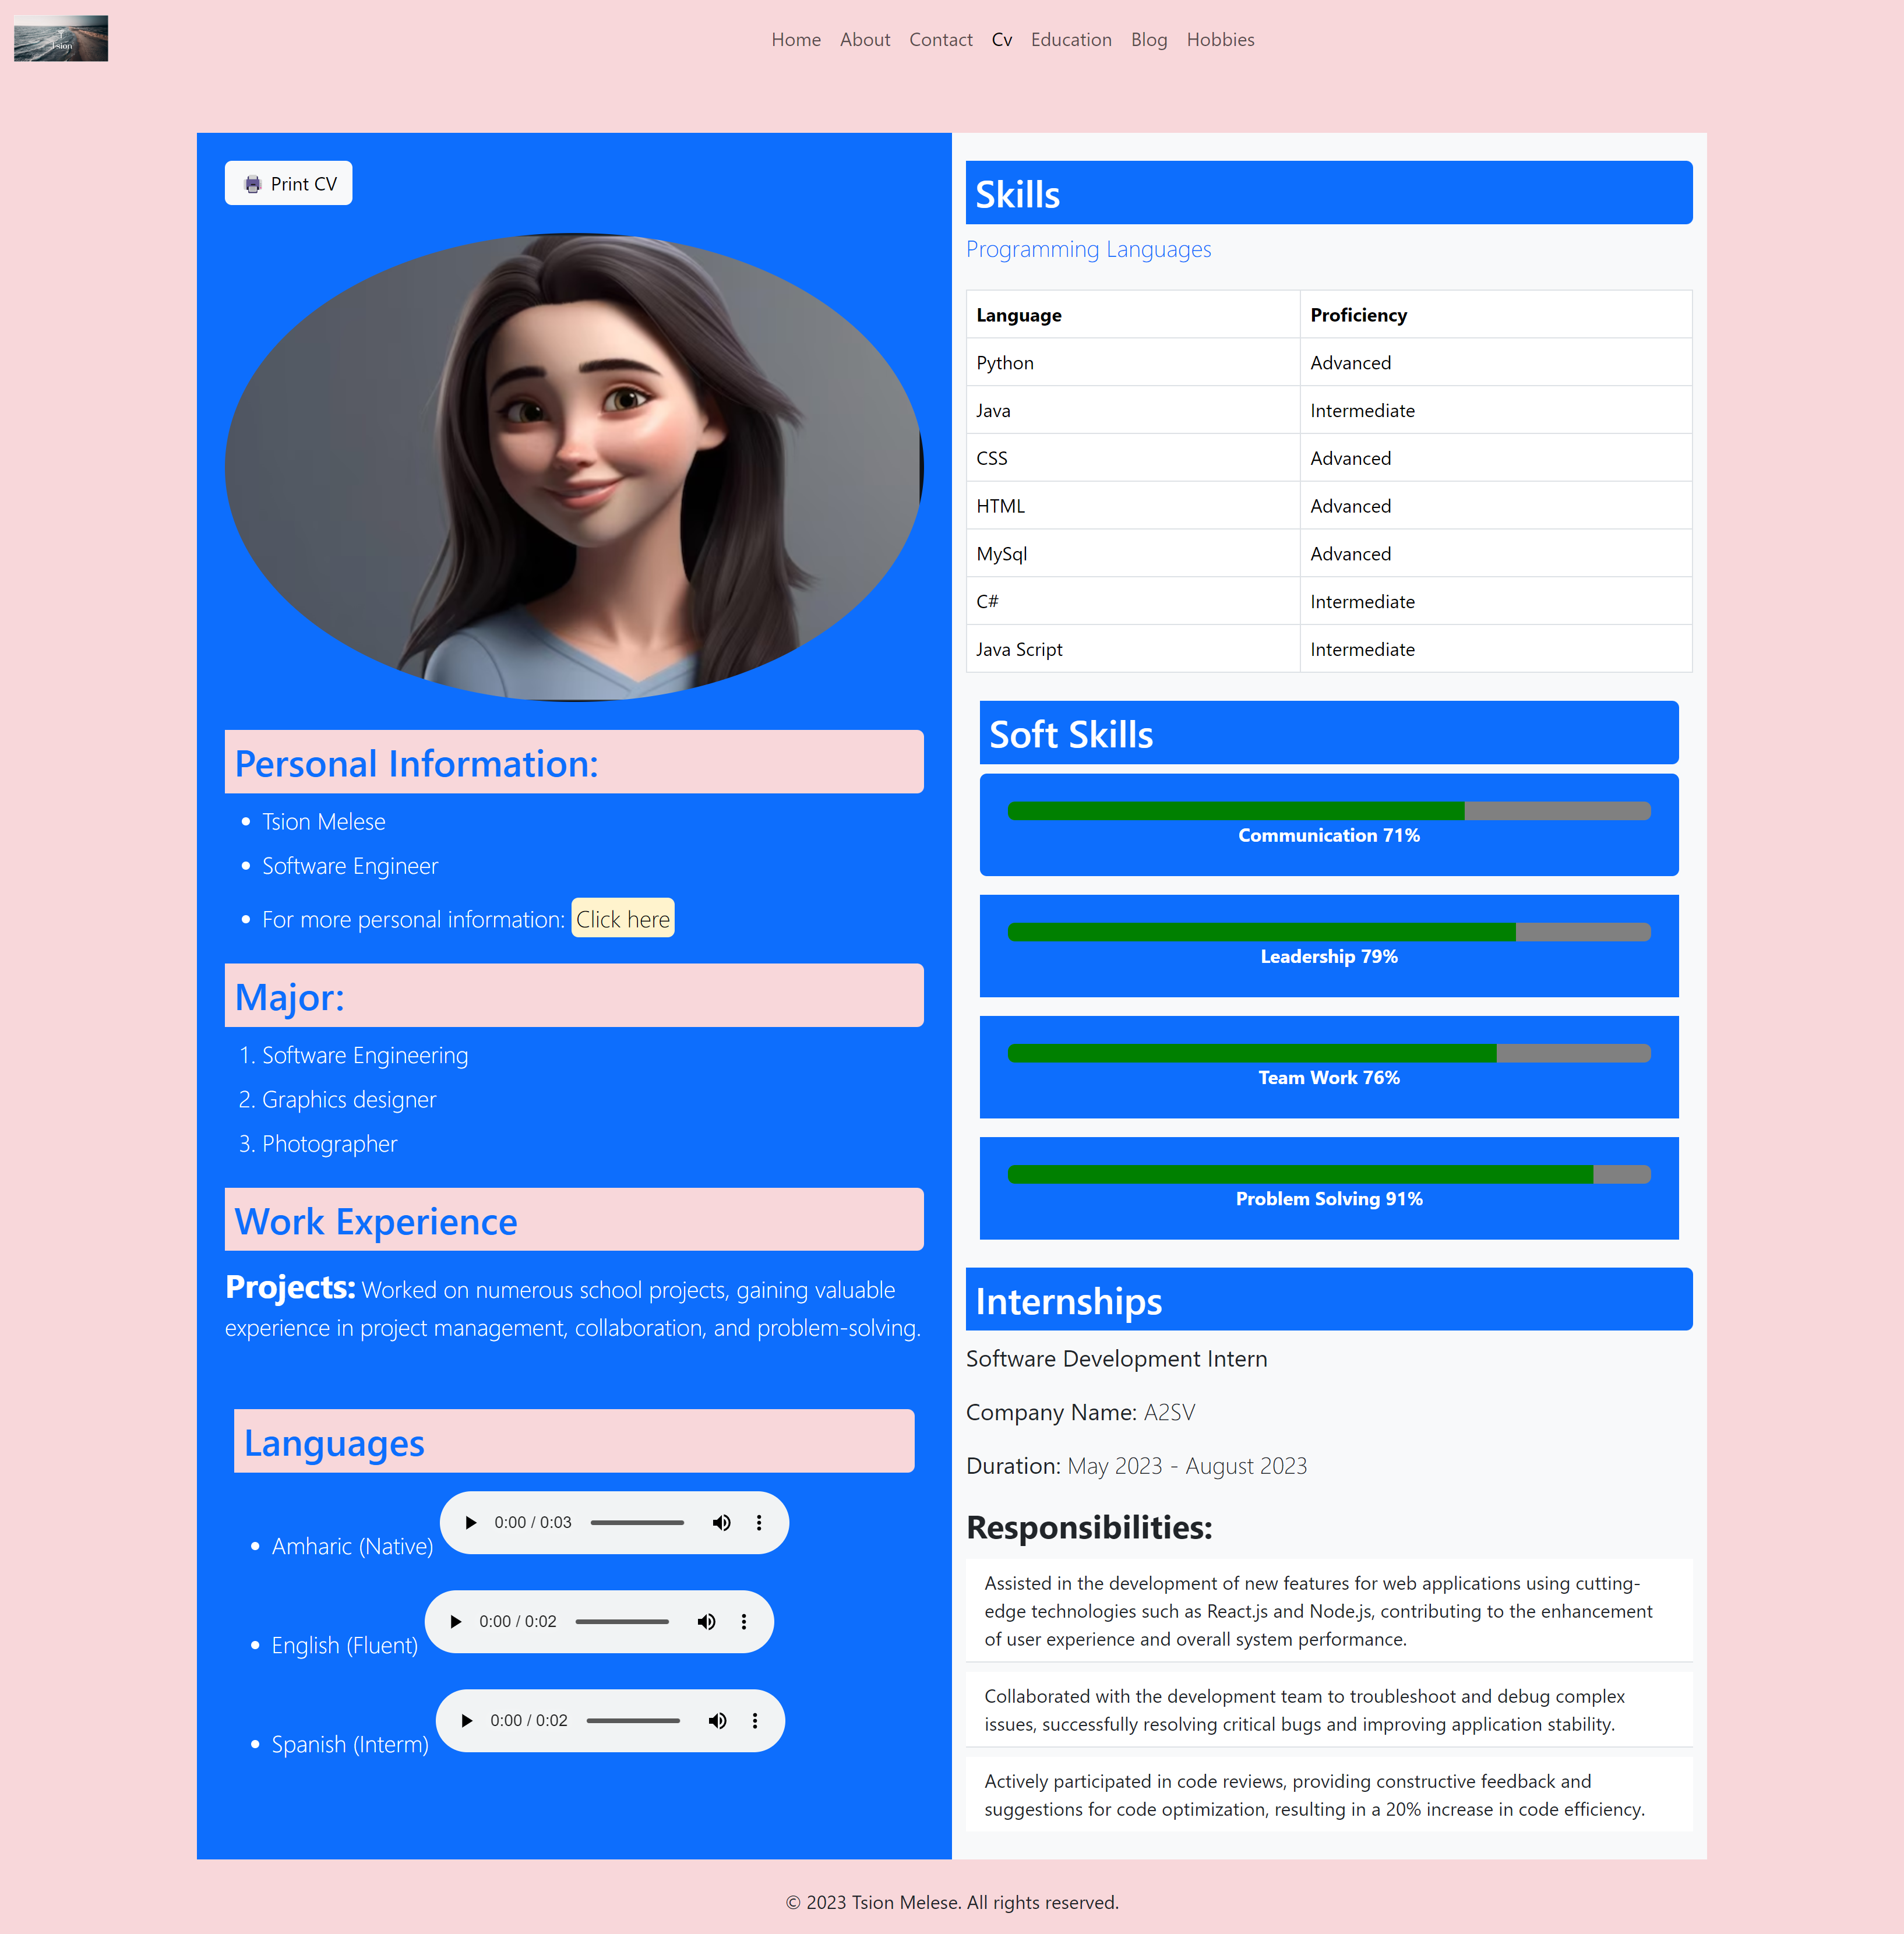 Tsion
Home About Contact Cv Education Blog Hobbies
Print CV
Personal Information:
Tsion Melese
Software Engineer
For more personal information: Click here
Major:
1. Software Engineering
2. Graphics designer
3. Photographer
Work Experience
Projects: Worked on numerous school projects, gaining valuable
experience in project management, collaboration, and problem-solving.
Languages
Amharic (Native) 0:00 / 0:03
English (Fluent) 0:00 / 0:02
Spanish (Interm) 0:00 / 0:02
Skills
Programming Languages
Language Proficiency
Python Advanced
Java Intermediate
CSS Advanced
HTML Advanced
MySql Advanced
C# Intermediate
Java Script Intermediate
Soft Skills
Communication 71%
Leadership 79%
Team Work 76%
Problem Solving 91%
Internships
Software Development Intern
Company Name: A2SV
Duration: May 2023 - August 2023
Responsibilities:
Assisted in the development of new features for web applications using cutting-
edge technologies such as React.js and Node.js, contributing to the enhancement
of user experience and overall system performance.
Collaborated with the development team to troubleshoot and debug complex
issues, successfully resolving critical bugs and improving application stability.
Actively participated in code reviews, providing constructive feedback and
suggestions for code optimization, resulting in a 20% increase in code efficiency.
© 2023 Tsion Melese. All rights reserved.